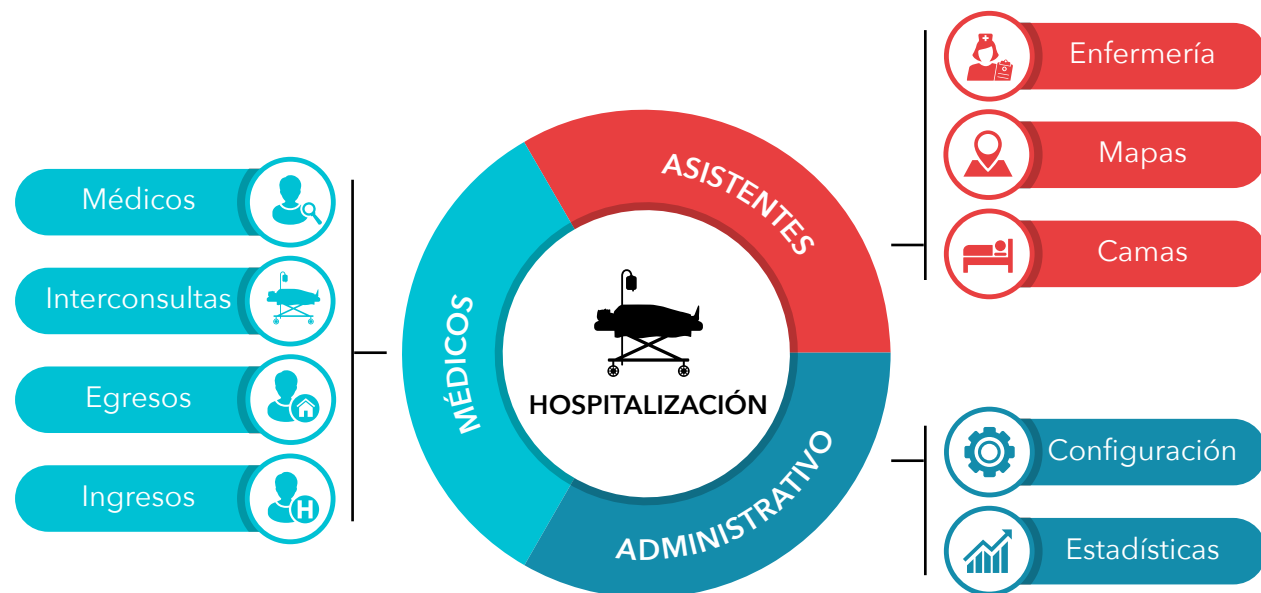 Médicos
Interconsultas
Egresos
Ingresos
MÉDICOS
ASISTENTES
ADMINISTRATIVO
HOSPITALIZACIÓN
Enfermería
Mapas
Camas
Configuración
Estadísticas
H